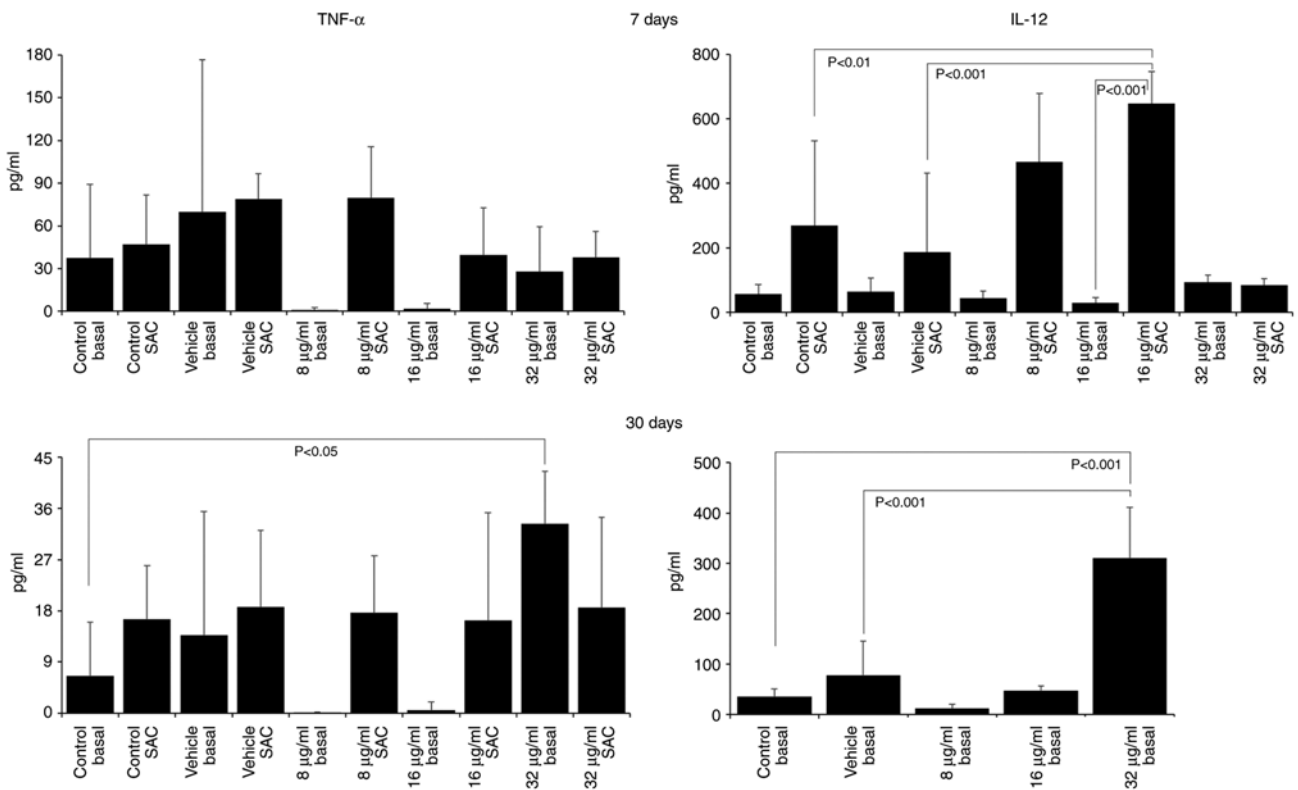 TNF-α 7 days IL-12
180
150
120
90
60
30
0
pg/ml
Control basal
Control SAC
Vehicle basal
Vehicle SAC
8 µg/ml basal
8 µg/ml SAC
16 µg/ml basal
16 µg/ml SAC
32 µg/ml basal
32 µg/ml SAC
800
600
400
200
0
pg/ml
P<0.01
P<0.001
P<0.001
Control basal
Control SAC
Vehicle basal
Vehicle SAC
8 µg/ml basal
8 µg/ml SAC
16 µg/ml basal
16 µg/ml SAC
32 µg/ml basal
32 µg/ml SAC
30 days
45
36
27
18
9
0
pg/ml
P<0.05
Control basal
Control SAC
Vehicle basal
Vehicle SAC
8 µg/ml basal
8 µg/ml SAC
16 µg/ml basal
16 µg/ml SAC
32 µg/ml basal
32 µg/ml SAC
500
400
300
200
100
0
pg/ml
P<0.001
P<0.001
Control basal
Vehicle basal
8 µg/ml basal
16 µg/ml basal
32 µg/ml basal